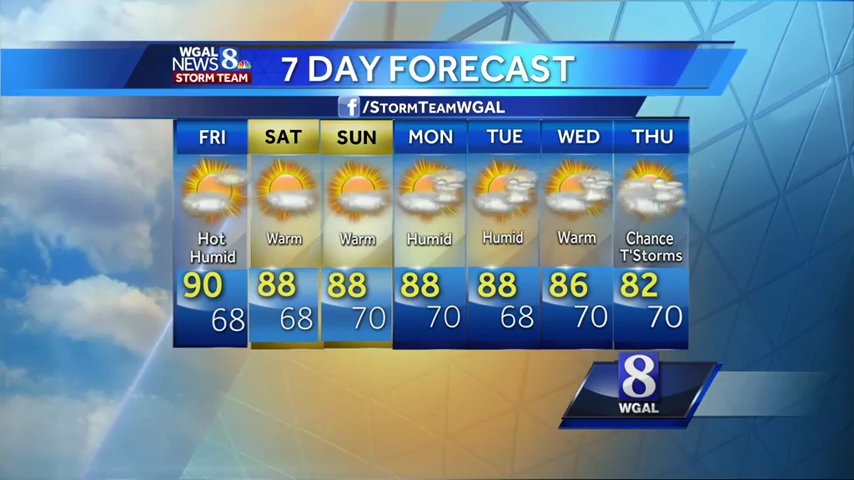 WGAL
NEWS 8
STORM TEAM
7 DAY FORECAST
f/STORMTEAMWGAL
FRI SAT SUN MON TUE WED THU
Hot Humid Warm Warm Humid Humid Warm Chance T'Storms
90 88 88 88 88 86 82
68 68 70 70 68 70 70
8
WGAL